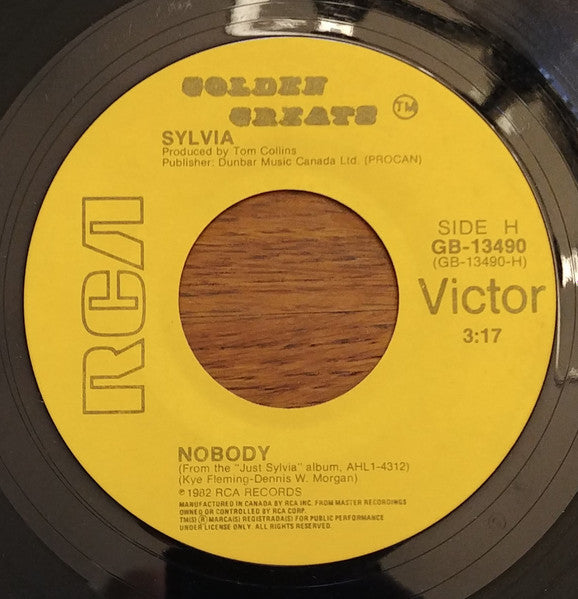 GOLDEN
GREATS TM
SYLVIA
Produced by Tom Collins
Publisher: Dunbar Music Canada Ltd. (PROCAN)
RCA
SIDE H
GB-13490
(GB-13490-H)
Victor
3:17
NOBODY
(From the "Just Sylvia" album, AHL1-4312)
(Kye Fleming-Dennis W. Morgan)
℗1982 RCA RECORDS
MANUFACTURED IN CANADA BY RCA INC. FROM MASTER RECORDINGS
OWNED OR CONTROLLED BY RCA CORP.
TM(S) ® MARCA(S) REGISTRADA(S) FOR PUBLIC PERFORMANCE
UNDER LICENSE ONLY. ALL RIGHTS RESERVED.